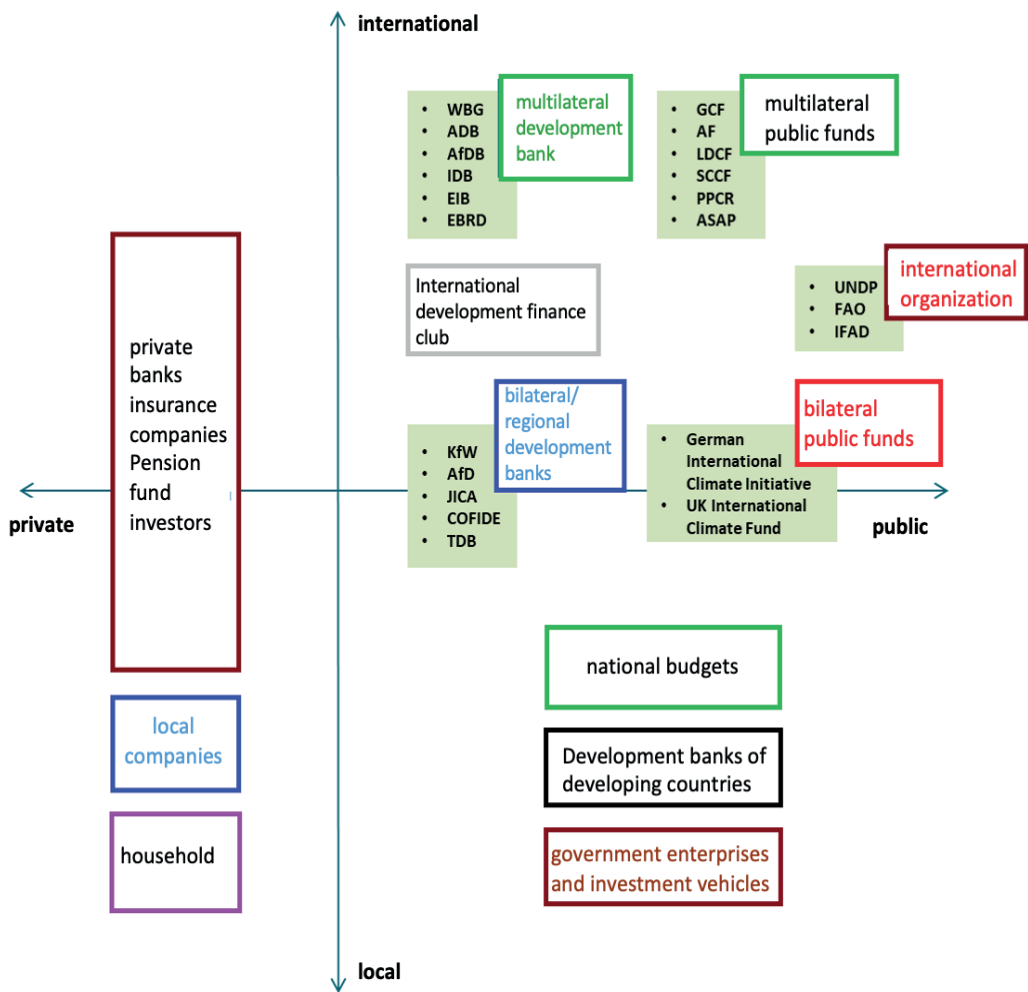 international
• WBG
• ADB
• AfDB
• IDB
• EIB
• EBRD
multilateral
development
bank
• GCF
• AF
• LDCF
• SCCF
• PPCR
• ASAP
multilateral
public funds
International
development finance
club
• UNDP
• FAO
• IFAD
international
organization
private
banks
insurance
companies
Pension
fund
investors
• KfW
• AfD
• JICA
• COFIDE
• TDB
bilateral/
regional
development
banks
• German
International
Climate Initiative
• UK International
Climate Fund
bilateral
public funds
private
public
national budgets
local
companies
Development banks of
developing countries
household
government enterprises
and investment vehicles
local